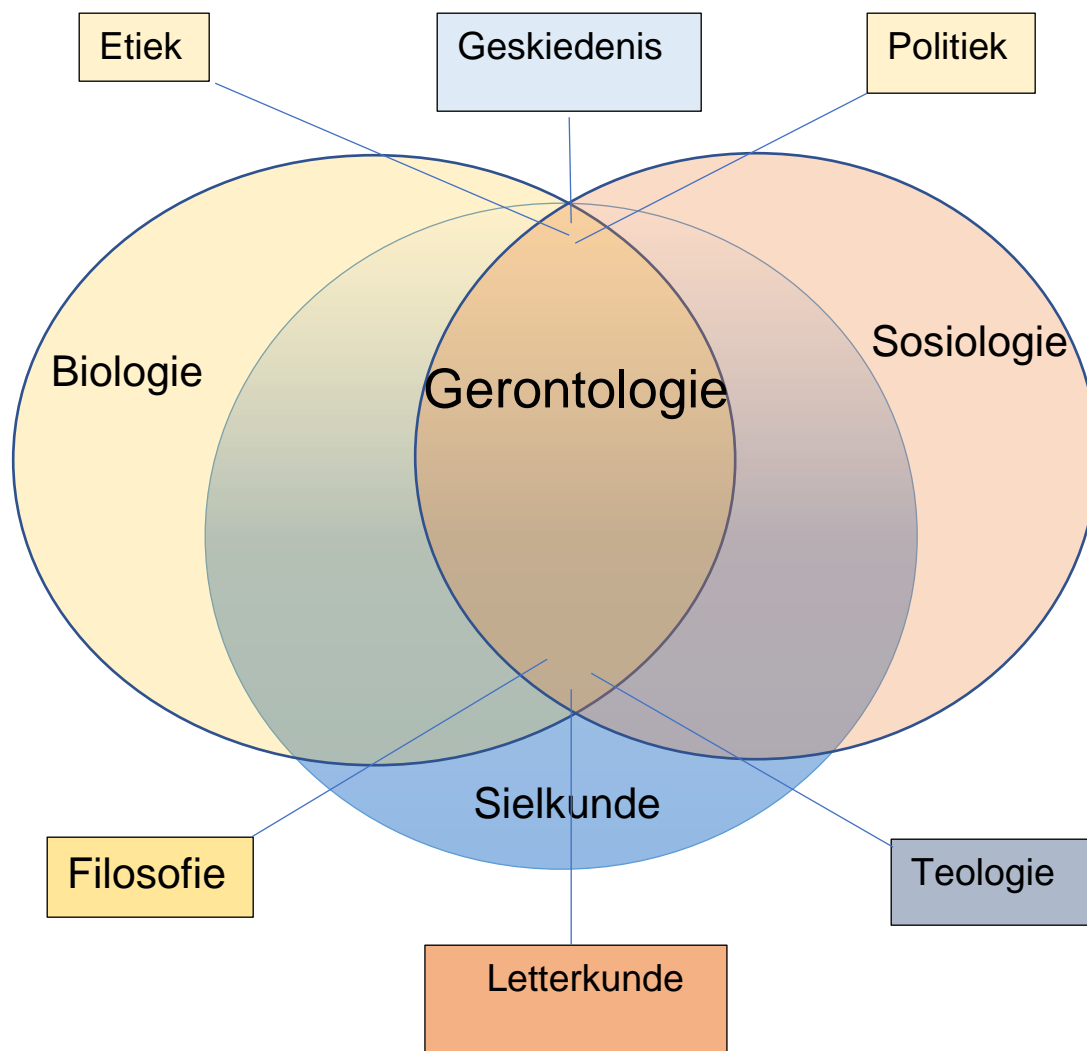 Etiek
Geskiedenis
Politiek
Biologie
Gerontologie
Sosiologie
Sielkunde
Filosofie
Teologie
Letterkunde